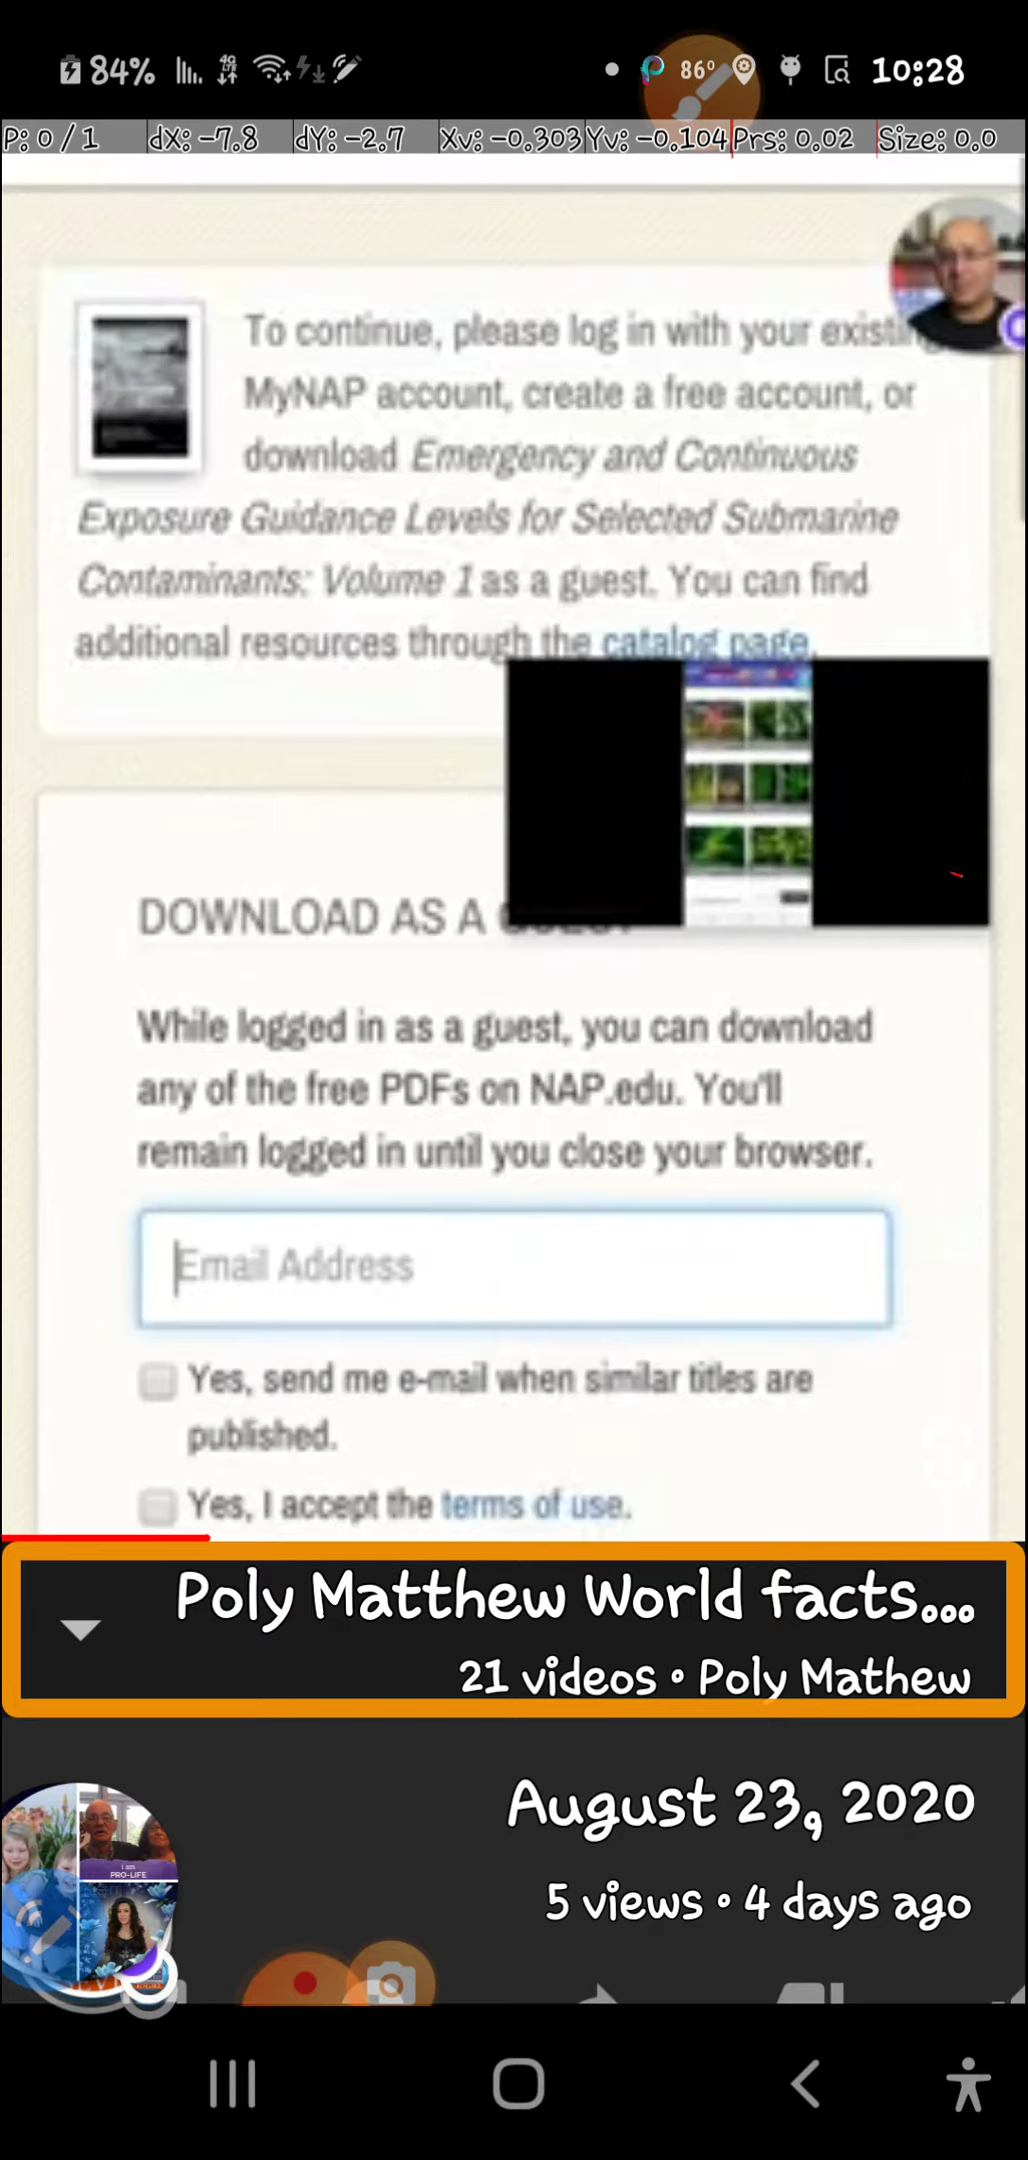 84% 4G 86° 10:28
P: 0 / 1 dX: -7.8 dY: -2.7 Xv: -0.303 Yv: -0.104 Prs: 0.02 Size: 0.0
To continue, please log in with your
MyNAP account, create a free account, or
download Emergency and Continuous
Exposure Guidance Levels for Selected Submarine
Contaminants: Volume 1 as a guest. You can find
additional resources through the catalog page.
DOWNLOAD AS A
While logged in as a guest, you can download
any of the free PDFs on NAP.edu. You'll
remain logged in until you close your browser.
Email Address
Yes, send me e-mail when similar titles are
published.
Yes, I accept the terms of use.
Poly Matthew World facts...
21 videos • Poly Mathew
August 23, 2020
5 views • 4 days ago
i am
PRO-LIFE